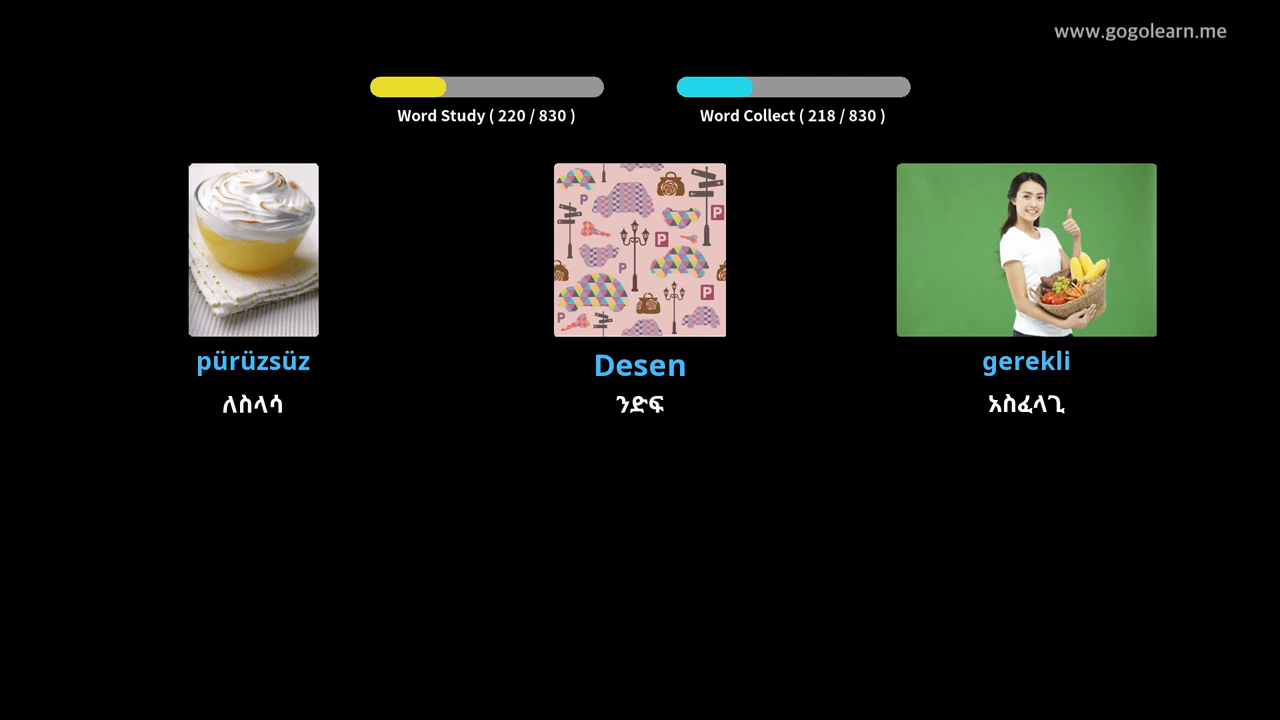 www.gogolearn.me
Word Study ( 220 / 830 )
Word Collect ( 218 / 830 )
P
P
P
P
P
P
pürüzsüz
Desen
gerekli
ለስላሳ
ንድፍ
አስፈላጊ